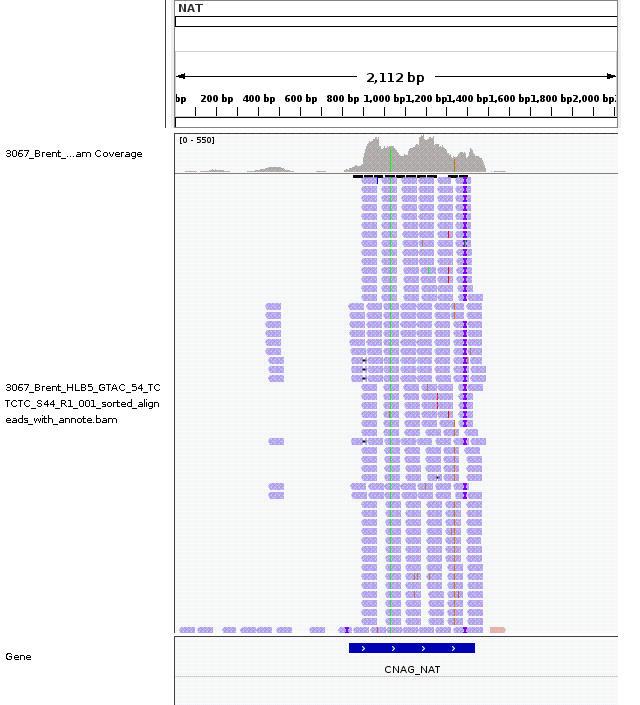 NAT
2,112 bp
bp 200 bp 400 bp 600 bp 800 bp 1,000 bp 1,200 bp 1,400 bp 1,600 bp 1,800 bp 2,000 bp
[0 - 550]
3067_Brent_...am Coverage
3067_Brent_HLB5_GTAC_54_TC
TCTC_S44_R1_001_sorted_align
eads_with_annote.bam
Gene
CNAG_NAT